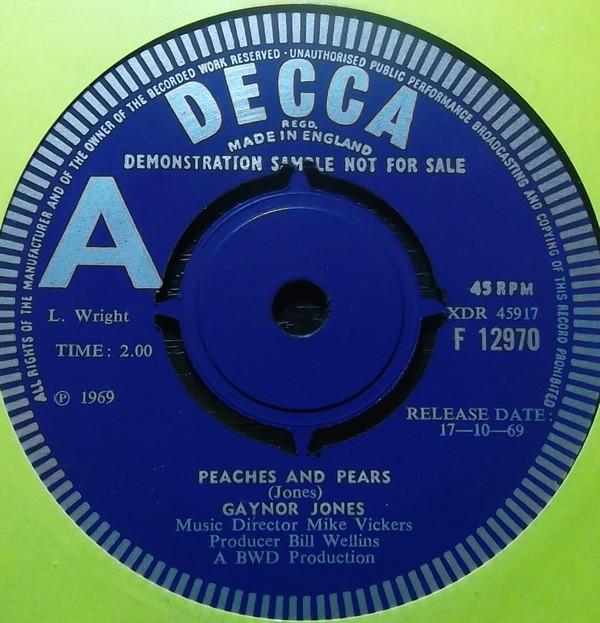 ALL RIGHTS OF THE MANUFACTURER AND OF THE OWNER OF THE RECORDED WORK RESERVED · UNAUTHORISED PUBLIC PERFORMANCE BROADCASTING AND COPYING OF THIS RECORD PROHIBITED
DECCA
REGD.
MADE IN ENGLAND
DEMONSTRATION SAMPLE NOT FOR SALE
A
45 RPM
L. Wright
XDR 45917
F 12970
TIME: 2.00
℗ 1969
RELEASE DATE:
17—10—69
PEACHES AND PEARS
(Jones)
GAYNOR JONES
Music Director Mike Vickers
Producer Bill Wellins
A BWD Production